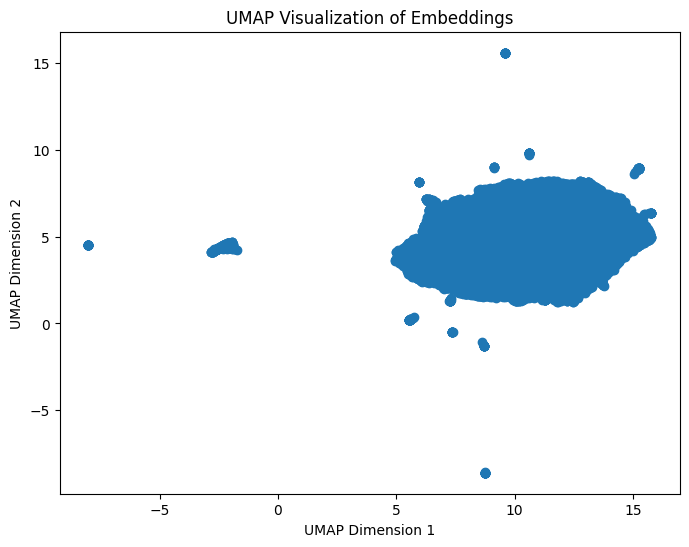 UMAP Visualization of Embeddings
15
10
5
0
−5
UMAP Dimension 2
−5 0 5 10 15
UMAP Dimension 1